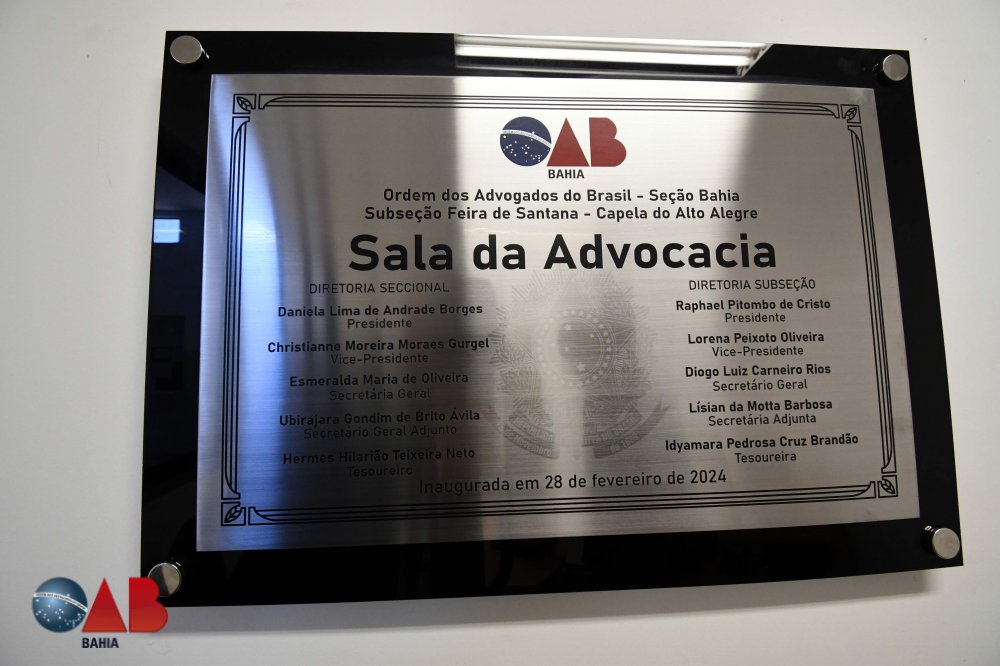 OAB
BAHIA
Ordem dos Advogados do Brasil - Seção Bahia
Subseção Feira de Santana - Capela do Alto Alegre
Sala da Advocacia
DIRETORIA SECCIONAL
Daniela Lima de Andrade Borges
Presidente
Christianne Moreira Moraes Gurgel
Vice-Presidente
Esmeralda Maria de Oliveira
Secretária Geral
Ubirajara Gondim de Brito Ávila
Secretário Geral Adjunto
Hermes Hilarião Teixeira Neto
Tesoureiro
DIRETORIA SUBSEÇÃO
Raphael Pitombo de Cristo
Presidente
Lorena Peixoto Oliveira
Vice-Presidente
Diogo Luiz Carneiro Rios
Secretário Geral
Lísian da Motta Barbosa
Secretária Adjunta
Idyamara Pedrosa Cruz Brandão
Tesoureira
Inaugurada em 28 de fevereiro de 2024
OAB
BAHIA